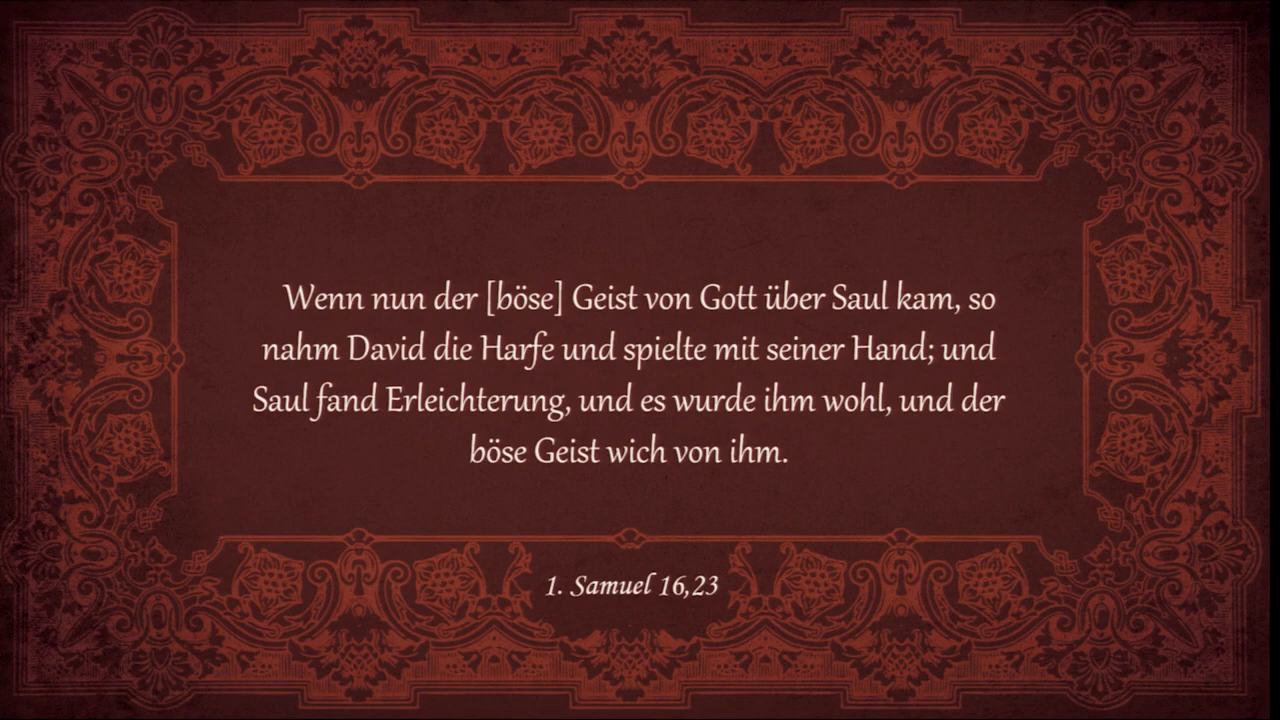 Wenn nun der [böse] Geist von Gott über Saul kam, so
nahm David die Harfe und spielte mit seiner Hand; und
Saul fand Erleichterung, und es wurde ihm wohl, und der
böse Geist wich von ihm.
1. Samuel 16,23